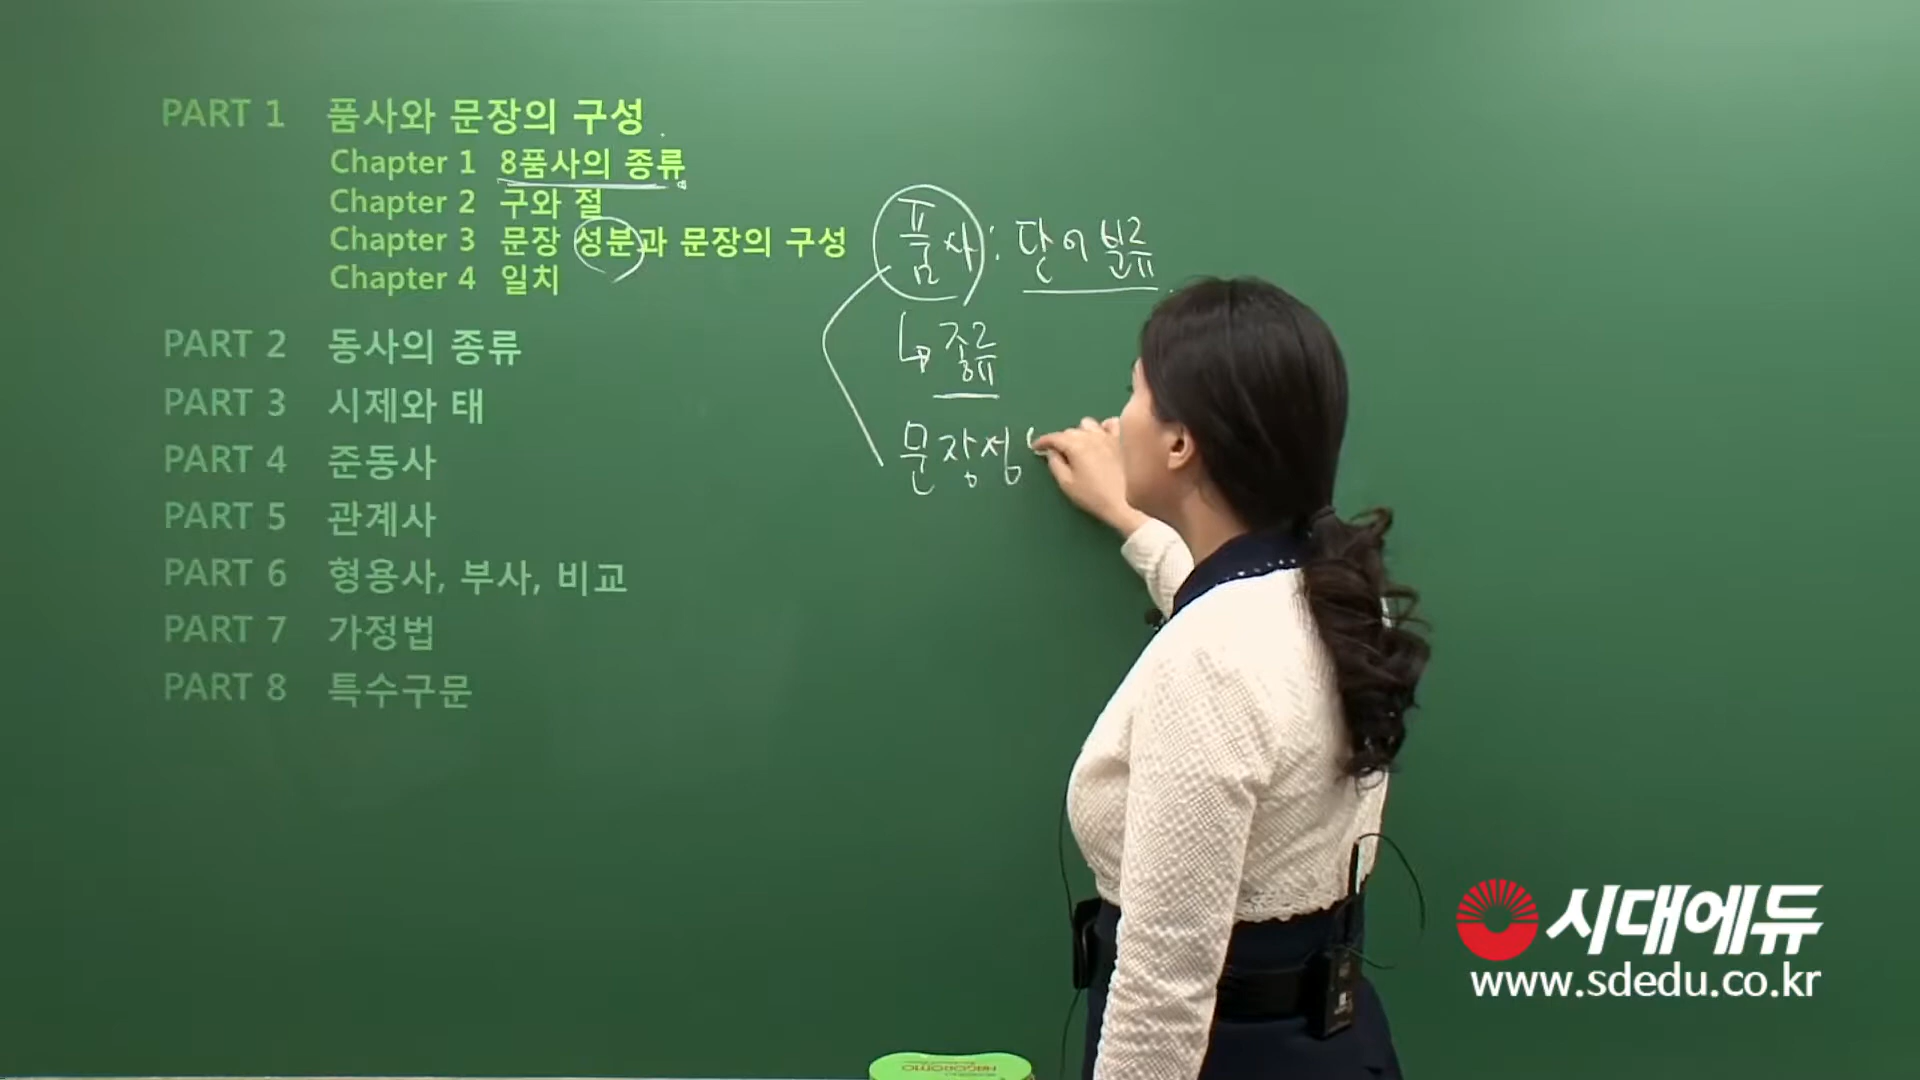 PART 1 품사와 문장의 구성
Chapter 1 8품사의 종류
Chapter 2 구와 절
Chapter 3 문장 성분과 문장의 구성
Chapter 4 일치
PART 2 동사의 종류
PART 3 시제와 태
PART 4 준동사
PART 5 관계사
PART 6 형용사, 부사, 비교
PART 7 가정법
PART 8 특수구문
품사 : 단어 분류
종류
문장성
시대에듀
www.sdedu.co.kr